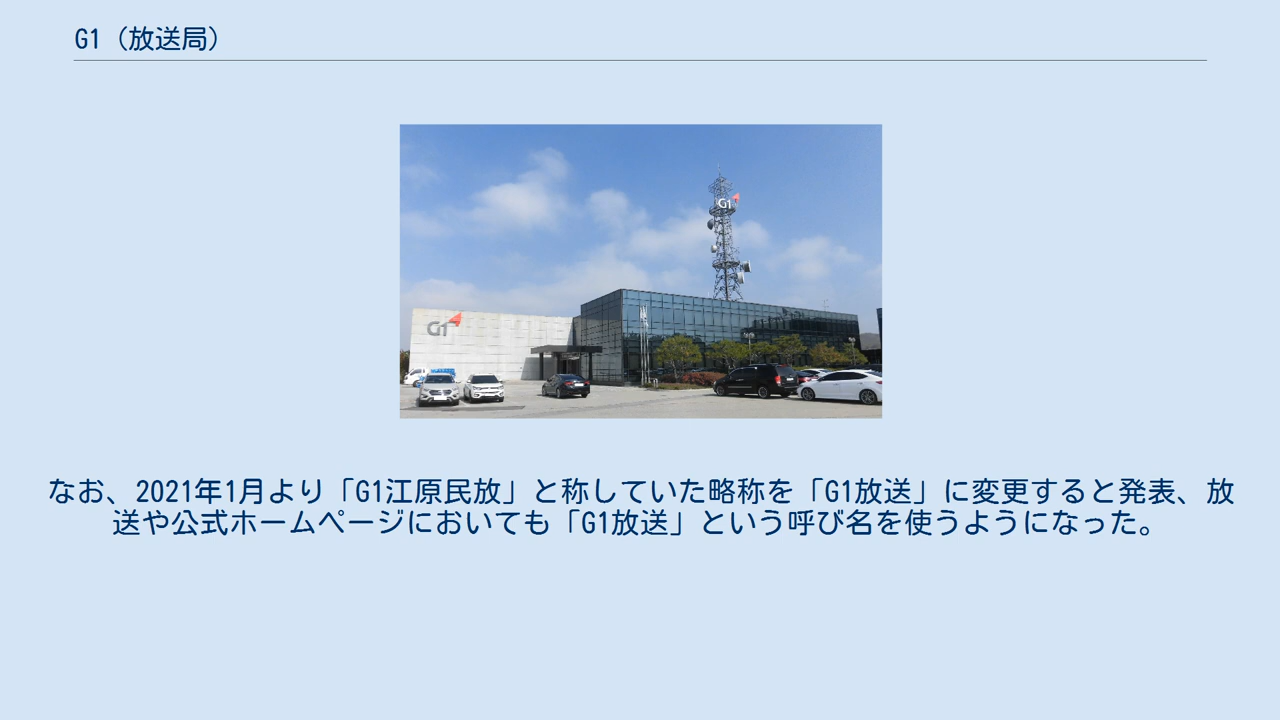 G1（放送局）
G1
G1
なお、2021年1月より「G1江原民放」と称していた略称を「G1放送」に変更すると発表、放
送や公式ホームページにおいても「G1放送」という呼び名を使うようになった。